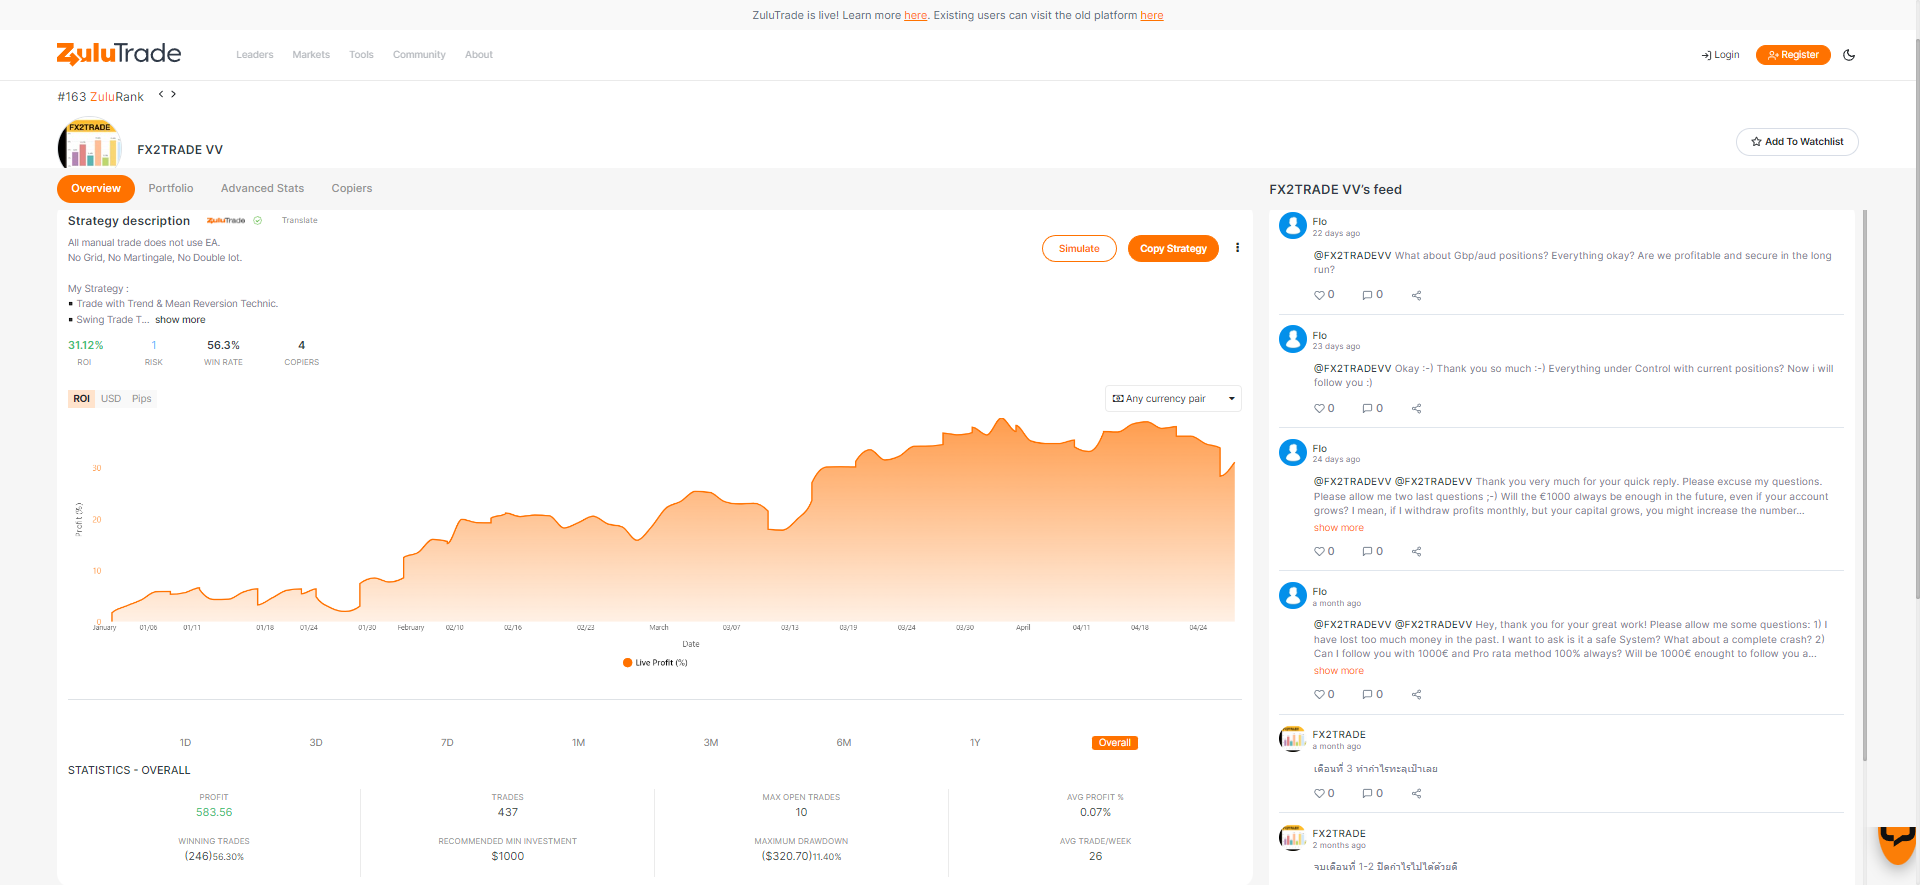 ZuluTrade is live! Learn more here. Existing users can visit the old platform here
ZuluTrade
Leaders
Markets
Tools
Community
About
Login
Register
#163 ZuluRank
FX2TRADE
FX2TRADE VV
Add To Watchlist
Overview
Portfolio
Advanced Stats
Copiers
Strategy description
ZuluTrade
Translate
All manual trade does not use EA.
No Grid, No Martingale, No Double lot.
My Strategy :
▪ Trade with Trend & Mean Reversion Technic.
▪ Swing Trade T... show more
Simulate
Copy Strategy
31.12%
ROI
1
RISK
56.3%
WIN RATE
4
COPIERS
ROI
USD
Pips
Any currency pair
Profit (%)
30
20
10
0
January
01/06
01/11
01/18
01/24
01/30
February
02/10
02/16
02/23
March
03/07
03/13
03/19
03/24
03/30
April
04/11
04/18
04/24
Date
Live Profit (%)
1D
3D
7D
1M
3M
6M
1Y
Overall
STATISTICS - OVERALL
PROFIT
583.56
TRADES
437
MAX OPEN TRADES
10
AVG PROFIT %
0.07%
WINNING TRADES
(246)56.30%
RECOMMENDED MIN INVESTMENT
$1000
MAXIMUM DRAWDOWN
($320.70)11.40%
AVG TRADE/WEEK
26
FX2TRADE VV's feed
Flo
22 days ago
@FX2TRADEVV What about Gbp/aud positions? Everything okay? Are we profitable and secure in the long
run?
0
0
Flo
23 days ago
@FX2TRADEVV Okay :-) Thank you so much :-) Everything under Control with current positions? Now i will
follow you :)
0
0
Flo
24 days ago
@FX2TRADEVV @FX2TRADEVV Thank you very much for your quick reply. Please excuse my questions.
Please allow me two last questions ;-) Will the €1000 always be enough in the future, even if your account
grows? I mean, if I withdraw profits monthly, but your capital grows, you might increase the number...
show more
0
0
Flo
a month ago
@FX2TRADEVV @FX2TRADEVV Hey, thank you for your great work! Please allow me some questions: 1) I
have lost too much money in the past. I want to ask is it a safe System? What about a complete crash? 2)
Can I follow you with 1000€ and Pro rata method 100% always? Will be 1000€ enought to follow you a...
show more
0
0
FX2TRADE
a month ago
เดือนที่ 3 ทำกำไรทะลุเป้าเลย
0
0
FX2TRADE
2 months ago
จบเดือนที่ 1-2 ปิดกำไรไปได้ด้วยดี